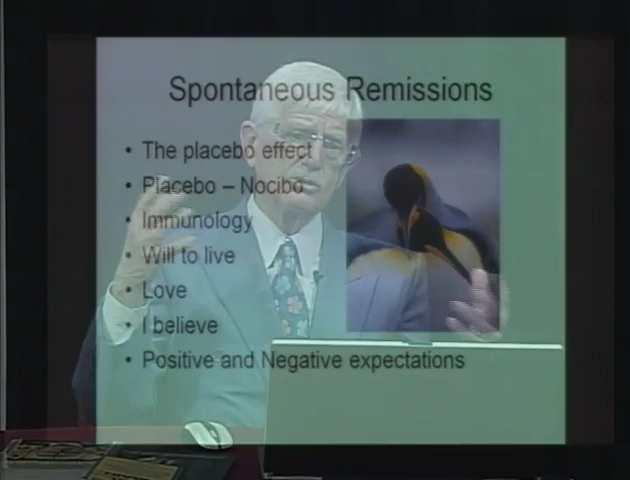 Spontaneous Remissions
• The placebo effect
• Placebo – Nocibo
• Immunology
• Will to live
• Love
• I believe
• Positive and Negative expectations